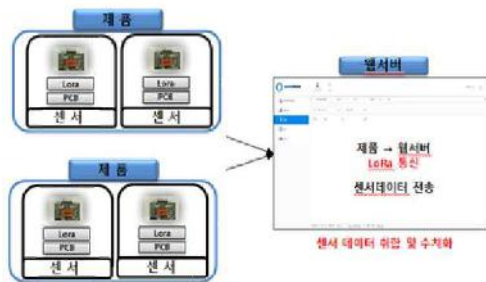 제 품
Lora
PCB
센 서
Lora
PCB
센 서
제 품
Lora
PCB
센 서
Lora
PCB
센 서
웹서버
제품 → 웹서버
LoRa 통신
센서데이터 전송
센서 데이터 취합 및 수치화